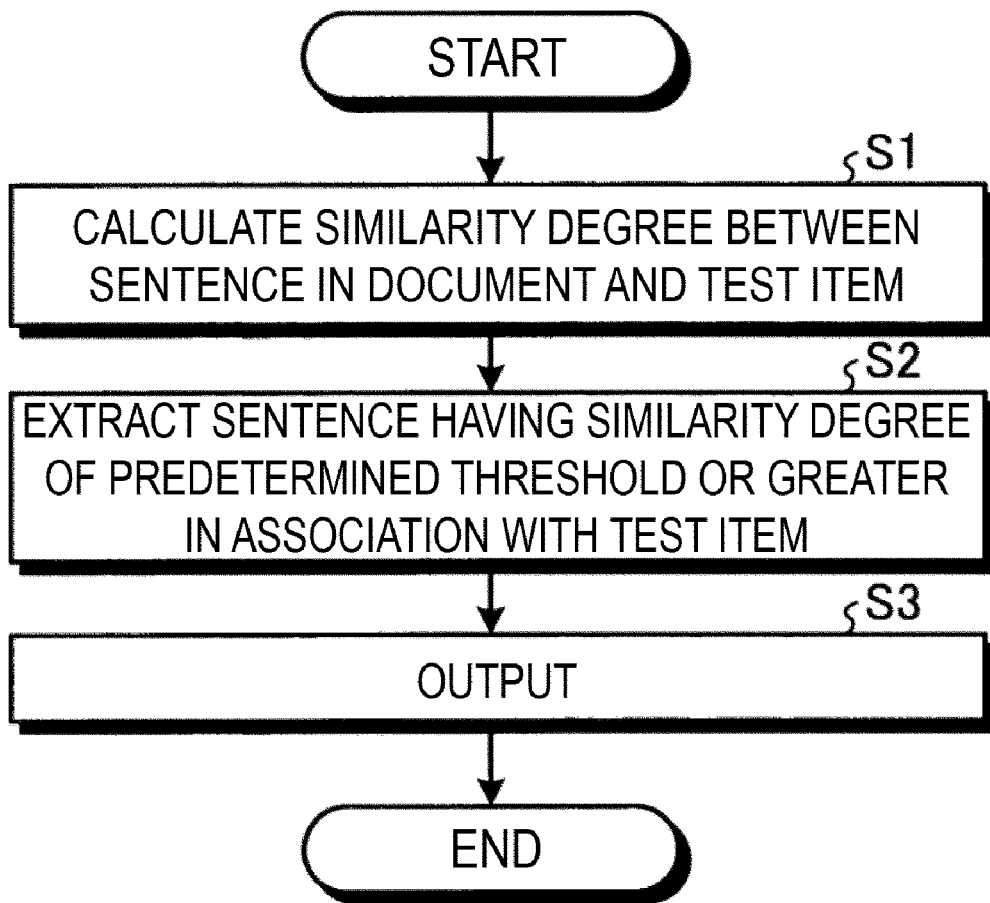 START
S1
CALCULATE SIMILARITY DEGREE BETWEEN
SENTENCE IN DOCUMENT AND TEST ITEM
S2
EXTRACT SENTENCE HAVING SIMILARITY DEGREE
OF PREDETERMINED THRESHOLD OR GREATER
IN ASSOCIATION WITH TEST ITEM
S3
OUTPUT
END